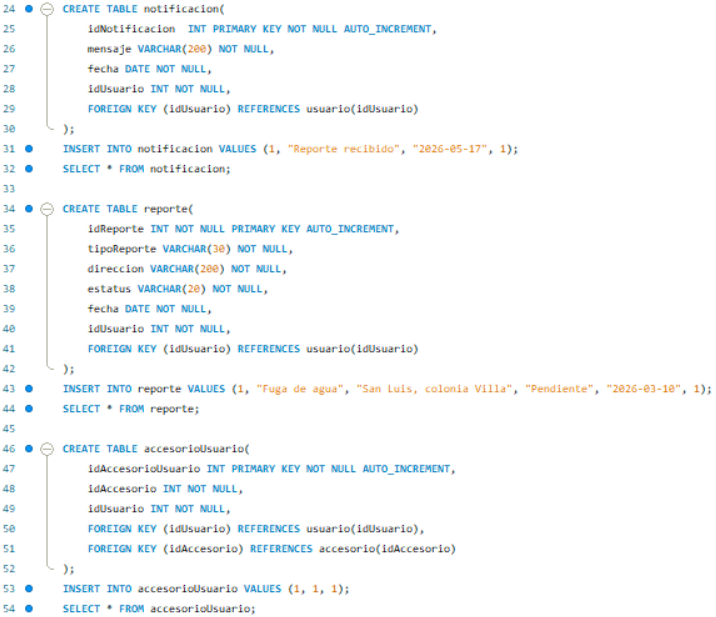 24 CREATE TABLE notificacion(
25 idNotificacion  INT PRIMARY KEY NOT NULL AUTO_INCREMENT,
26 mensaje VARCHAR(200) NOT NULL,
27 fecha DATE NOT NULL,
28 idUsuario INT NOT NULL,
29 FOREIGN KEY (idUsuario) REFERENCES usuario(idUsuario)
30 );
31 INSERT INTO notificacion VALUES (1, "Reporte recibido", "2026-05-17", 1);
32 SELECT * FROM notificacion;
33
34 CREATE TABLE reporte(
35 idReporte INT NOT NULL PRIMARY KEY AUTO_INCREMENT,
36 tipoReporte VARCHAR(30) NOT NULL,
37 direccion VARCHAR(200) NOT NULL,
38 estatus VARCHAR(20) NOT NULL,
39 fecha DATE NOT NULL,
40 idUsuario INT NOT NULL,
41 FOREIGN KEY (idUsuario) REFERENCES usuario(idUsuario)
42 );
43 INSERT INTO reporte VALUES (1, "Fuga de agua", "San Luis, colonia Villa", "Pendiente", "2026-03-10", 1);
44 SELECT * FROM reporte;
45
46 CREATE TABLE accesorioUsuario(
47 idAccesorioUsuario INT PRIMARY KEY NOT NULL AUTO_INCREMENT,
48 idAccesorio INT NOT NULL,
49 idUsuario INT NOT NULL,
50 FOREIGN KEY (idUsuario) REFERENCES usuario(idUsuario),
51 FOREIGN KEY (idAccesorio) REFERENCES accesorio(idAccesorio)
52 );
53 INSERT INTO accesorioUsuario VALUES (1, 1, 1);
54 SELECT * FROM accesorioUsuario;